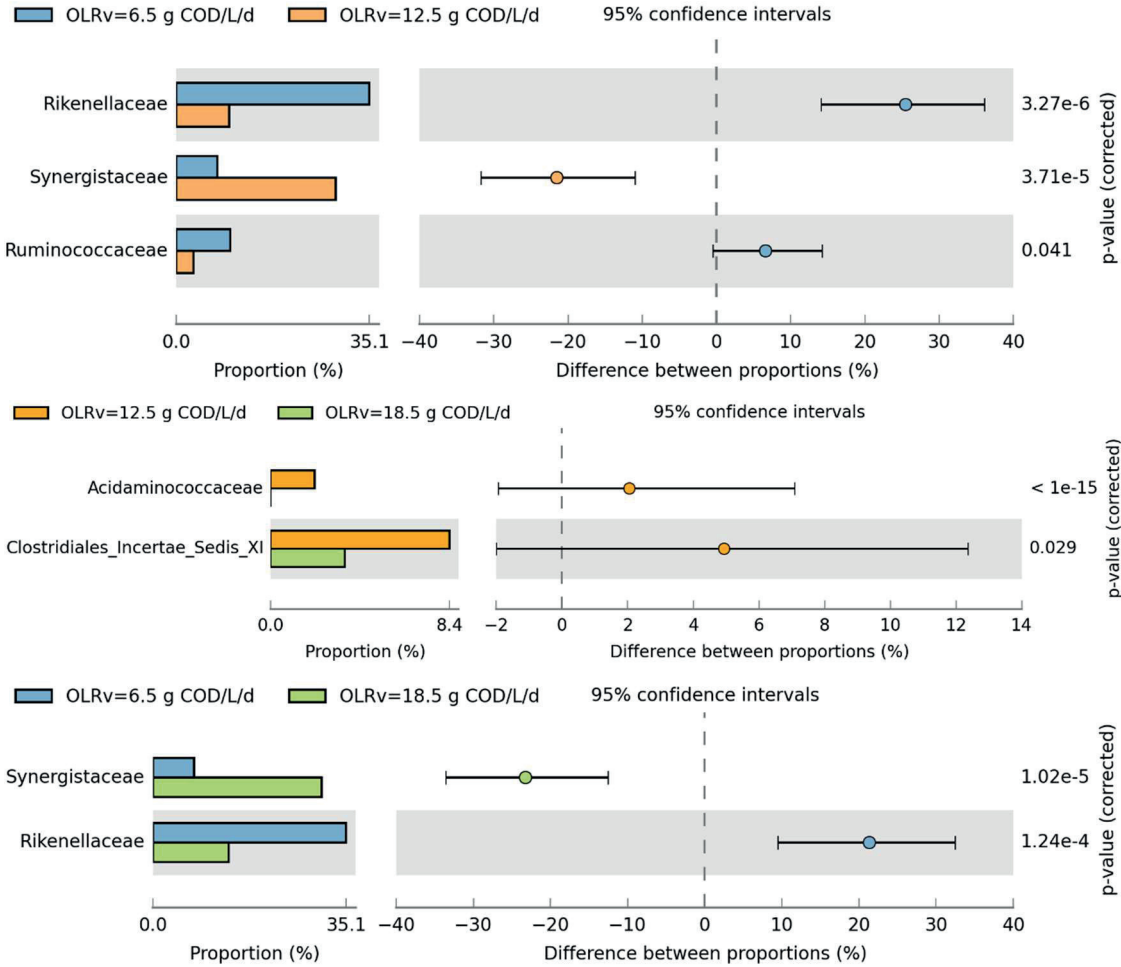 OLRv=6.5 g COD/L/d OLRv=12.5 g COD/L/d 95% confidence intervals
Rikenellaceae 3.27e-6
Synergistaceae 3.71e-5
Ruminococcaceae 0.041
p-value (corrected)
0.0 35.1 −40 −30 −20 −10 0 10 20 30 40
Proportion (%) Difference between proportions (%)
OLRv=12.5 g COD/L/d OLRv=18.5 g COD/L/d 95% confidence intervals
Acidaminococcaceae < 1e-15
Clostridiales_Incertae_Sedis_XI 0.029
p-value (corrected)
0.0 8.4 −2 0 2 4 6 8 10 12 14
Proportion (%) Difference between proportions (%)
OLRv=6.5 g COD/L/d OLRv=18.5 g COD/L/d 95% confidence intervals
Synergistaceae 1.02e-5
Rikenellaceae 1.24e-4
p-value (corrected)
0.0 35.1 −40 −30 −20 −10 0 10 20 30 40
Proportion (%) Difference between proportions (%)